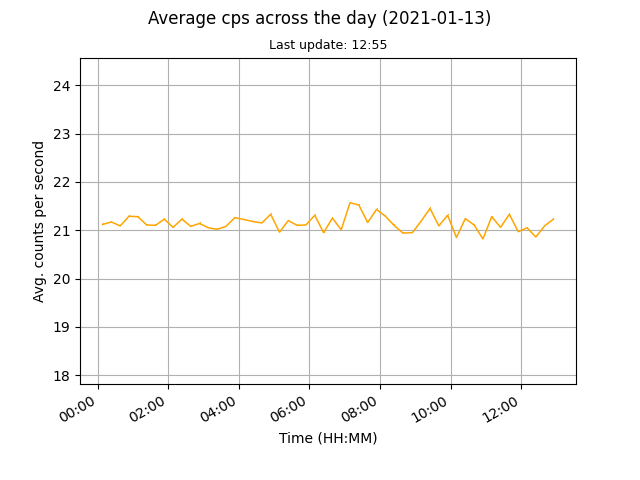 Average cps across the day (2021-01-13)
Last update: 12:55
24
23
22
21
20
19
18
Avg. counts per second
00:00 02:00 04:00 06:00 08:00 10:00 12:00
Time (HH:MM)